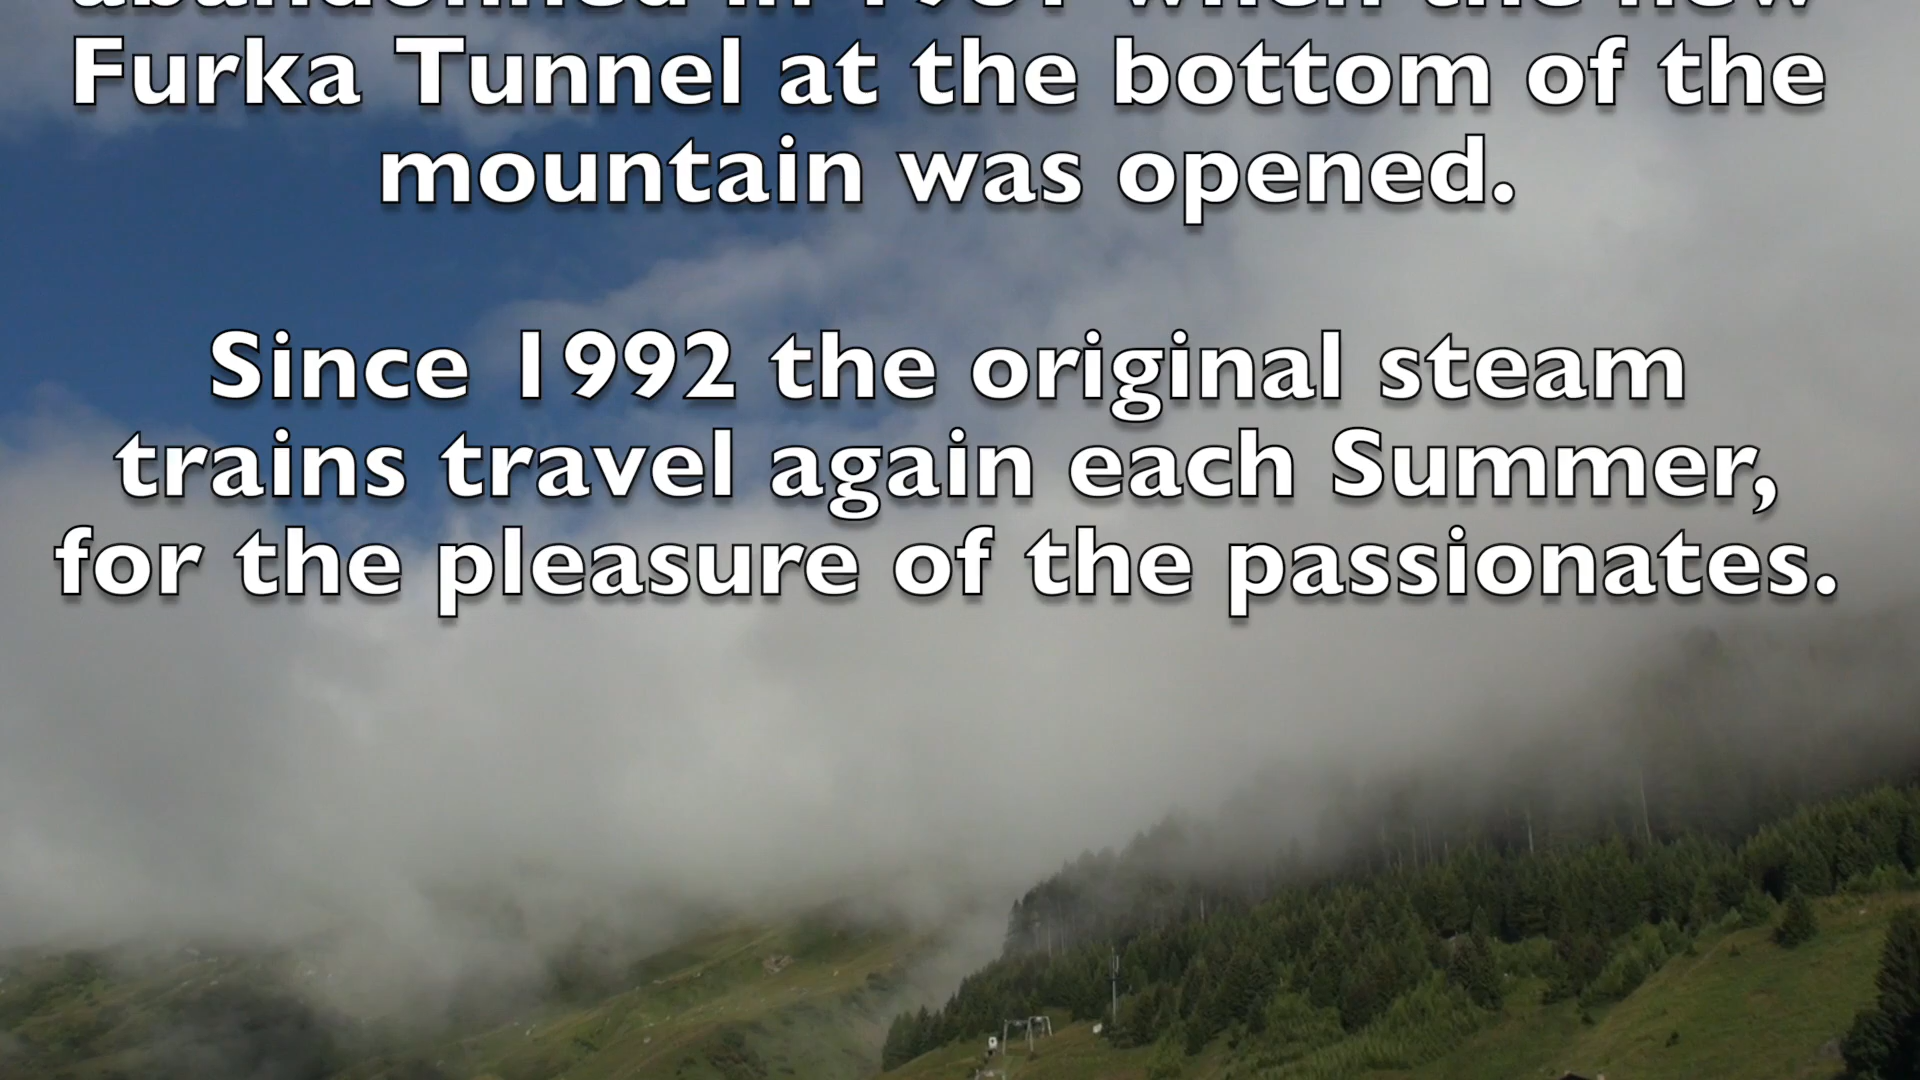 abandonned in 1981 when the new
Furka Tunnel at the bottom of the
mountain was opened.
Since 1992 the original steam
trains travel again each Summer,
for the pleasure of the passionates.